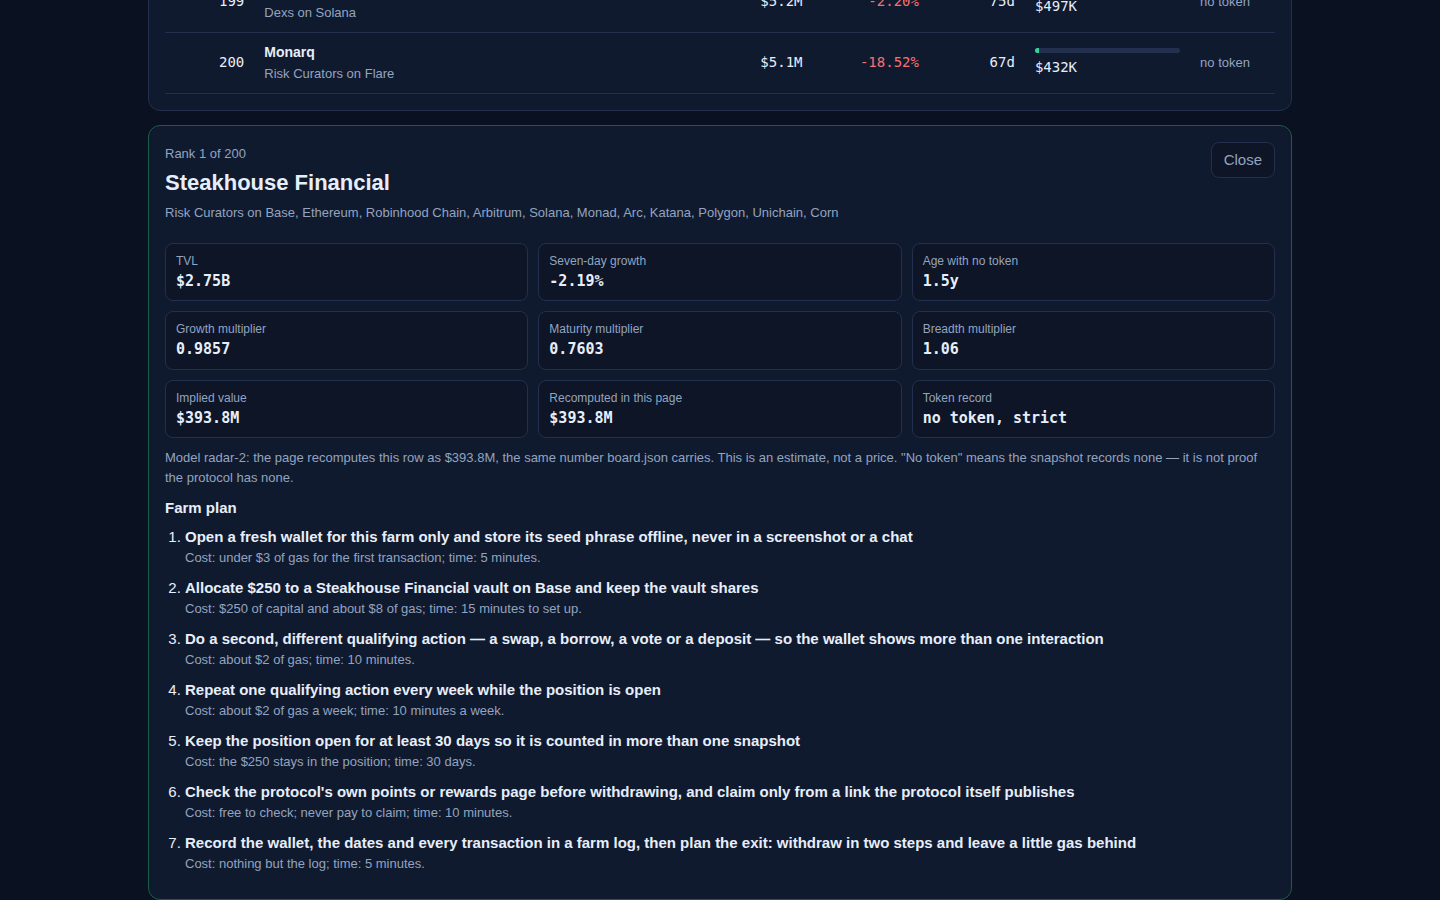 199
Dexs on Solana
$5.2M
-2.20%
75d
$497K
no token
200
Monarq
Risk Curators on Flare
$5.1M
-18.52%
67d
$432K
no token
Rank 1 of 200
Close
Steakhouse Financial
Risk Curators on Base, Ethereum, Robinhood Chain, Arbitrum, Solana, Monad, Arc, Katana, Polygon, Unichain, Corn
TVL
$2.75B
Seven-day growth
-2.19%
Age with no token
1.5y
Growth multiplier
0.9857
Maturity multiplier
0.7603
Breadth multiplier
1.06
Implied value
$393.8M
Recomputed in this page
$393.8M
Token record
no token, strict
Model radar-2: the page recomputes this row as $393.8M, the same number board.json carries. This is an estimate, not a price. "No token" means the snapshot records none — it is not proof
the protocol has none.
Farm plan
1. Open a fresh wallet for this farm only and store its seed phrase offline, never in a screenshot or a chat
Cost: under $3 of gas for the first transaction; time: 5 minutes.
2. Allocate $250 to a Steakhouse Financial vault on Base and keep the vault shares
Cost: $250 of capital and about $8 of gas; time: 15 minutes to set up.
3. Do a second, different qualifying action — a swap, a borrow, a vote or a deposit — so the wallet shows more than one interaction
Cost: about $2 of gas; time: 10 minutes.
4. Repeat one qualifying action every week while the position is open
Cost: about $2 of gas a week; time: 10 minutes a week.
5. Keep the position open for at least 30 days so it is counted in more than one snapshot
Cost: the $250 stays in the position; time: 30 days.
6. Check the protocol's own points or rewards page before withdrawing, and claim only from a link the protocol itself publishes
Cost: free to check; never pay to claim; time: 10 minutes.
7. Record the wallet, the dates and every transaction in a farm log, then plan the exit: withdraw in two steps and leave a little gas behind
Cost: nothing but the log; time: 5 minutes.